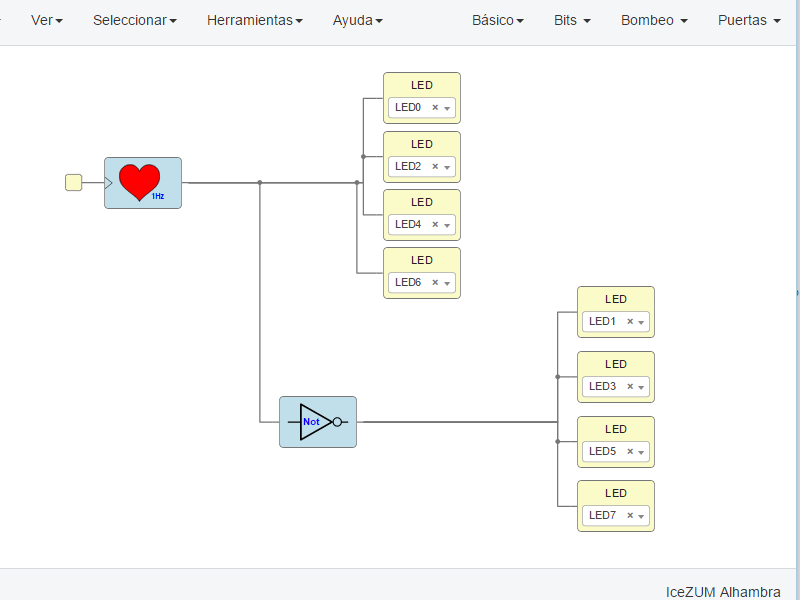 Ver Seleccionar Herramientas Ayuda Básico Bits Bombeo Puertas
LED
LED0 ×
LED
LED2 ×
1Hz
LED
LED4 ×
LED
LED6 ×
LED
LED1 ×
LED
LED3 ×
Not
LED
LED5 ×
LED
LED7 ×
IceZUM Alhambra